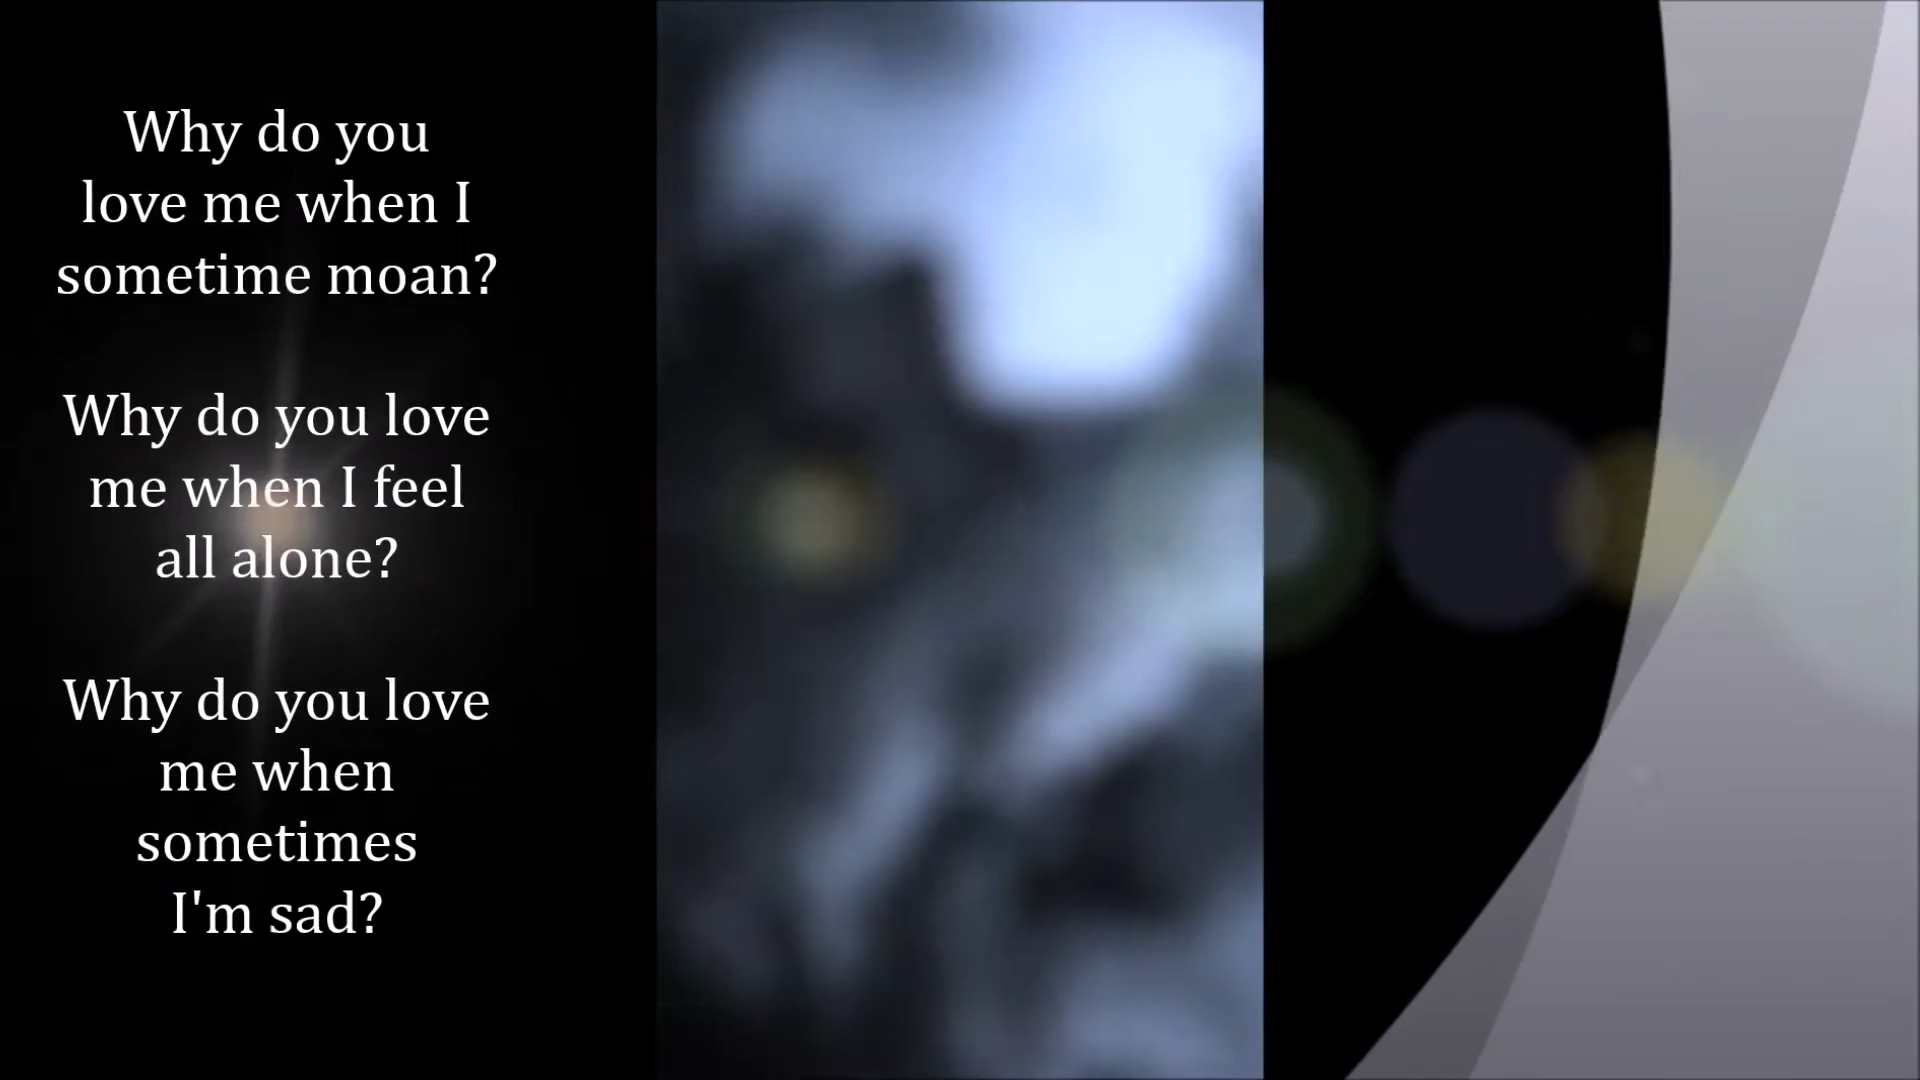 Why do you
love me when I
sometime moan?
Why do you love
me when I feel
all alone?
Why do you love
me when
sometimes
I'm sad?